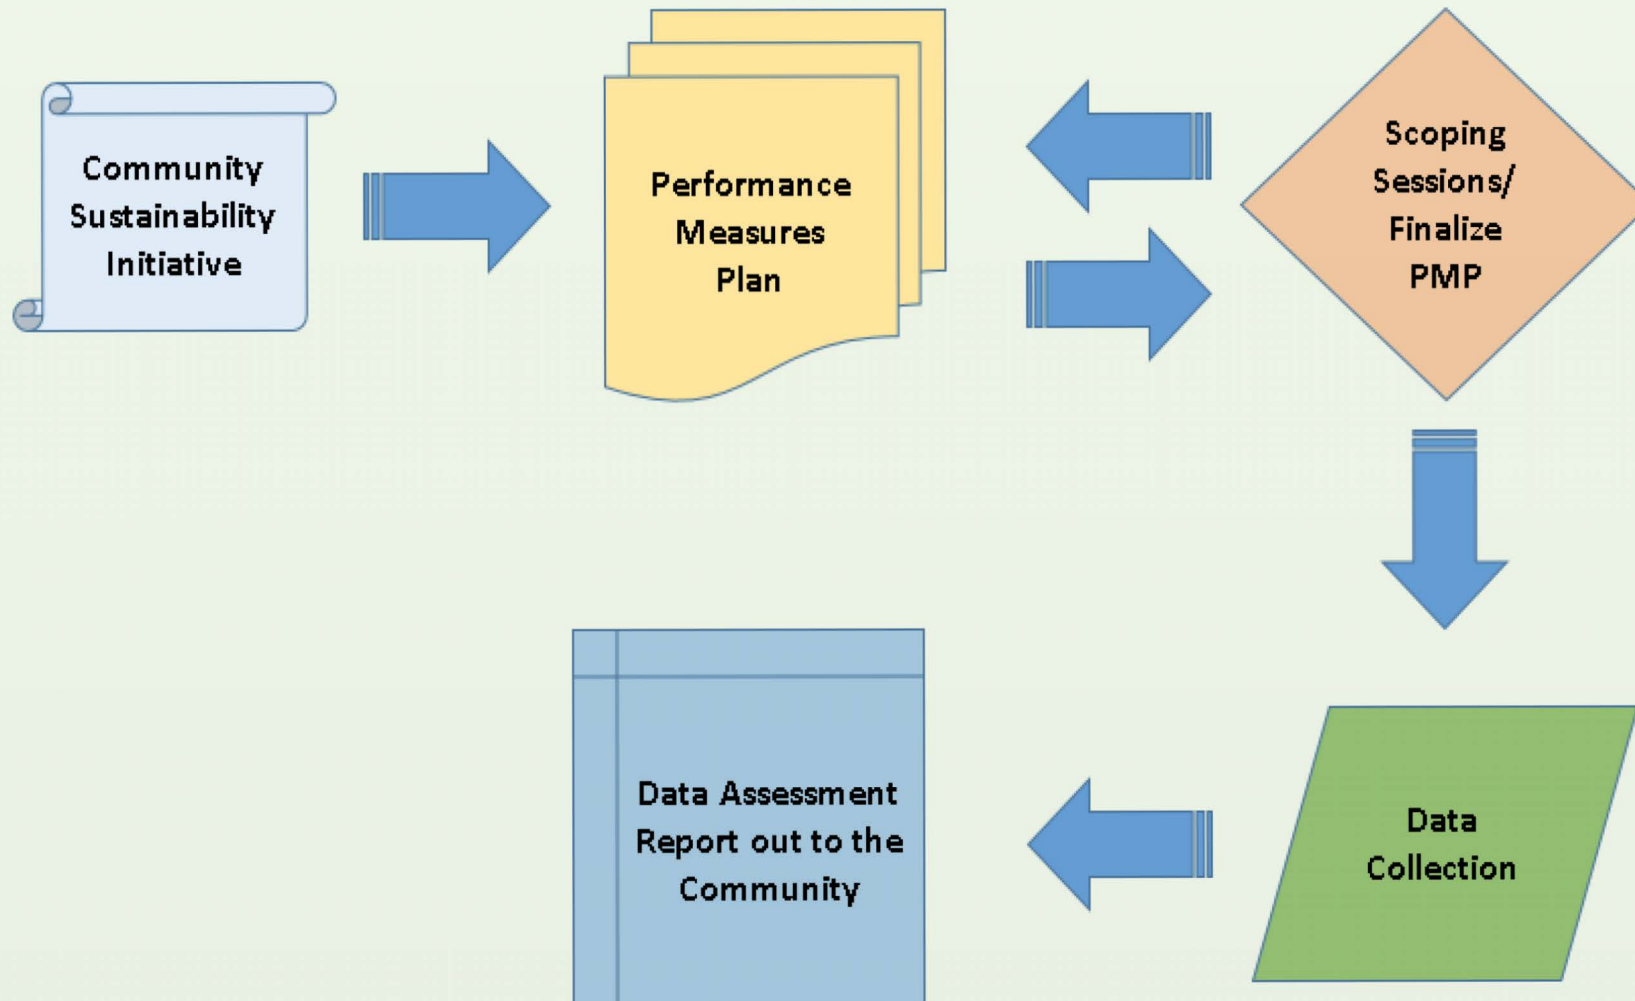 Community
Sustainability
Initiative
Performance
Measures
Plan
Scoping
Sessions/
Finalize
PMP
Data
Collection
Data Assessment
Report out to the
Community